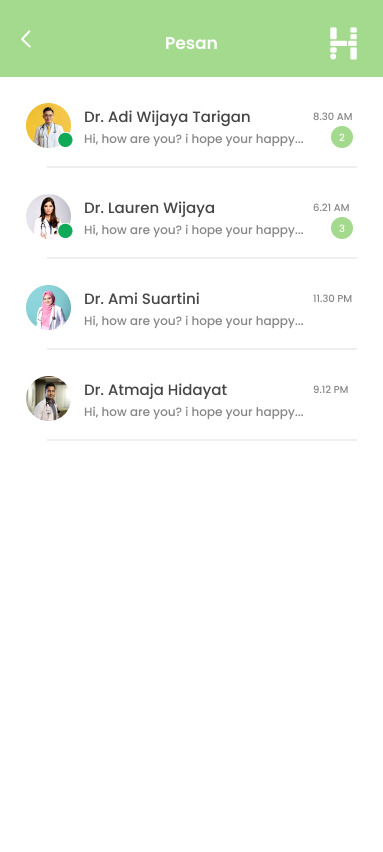 Pesan
Dr. Adi Wijaya Tarigan
8.30 AM
Hi, how are you? i hope your happy...
2
Dr. Lauren Wijaya
6.21 AM
Hi, how are you? i hope your happy...
3
Dr. Ami Suartini
11.30 PM
Hi, how are you? i hope your happy...
Dr. Atmaja Hidayat
9.12 PM
Hi, how are you? i hope your happy...